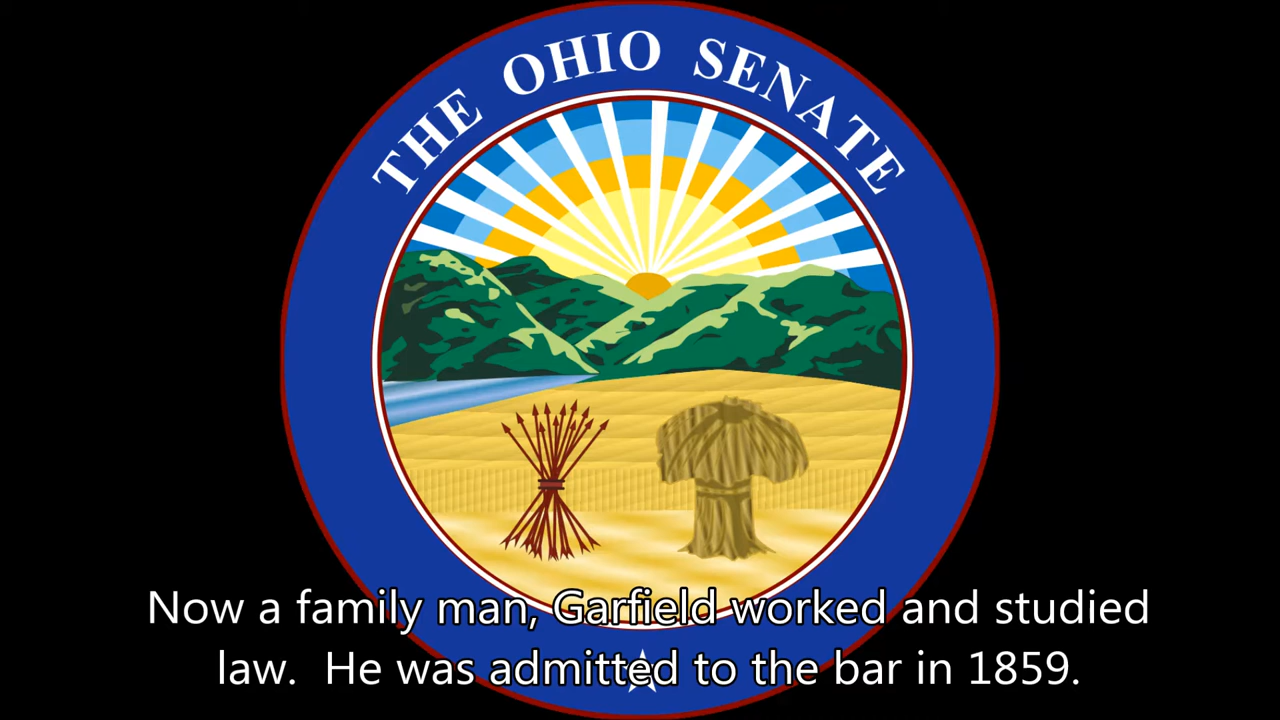 THE OHIO SENATE
Now a family man, Garfield worked and studied
law.  He was admitted to the bar in 1859.